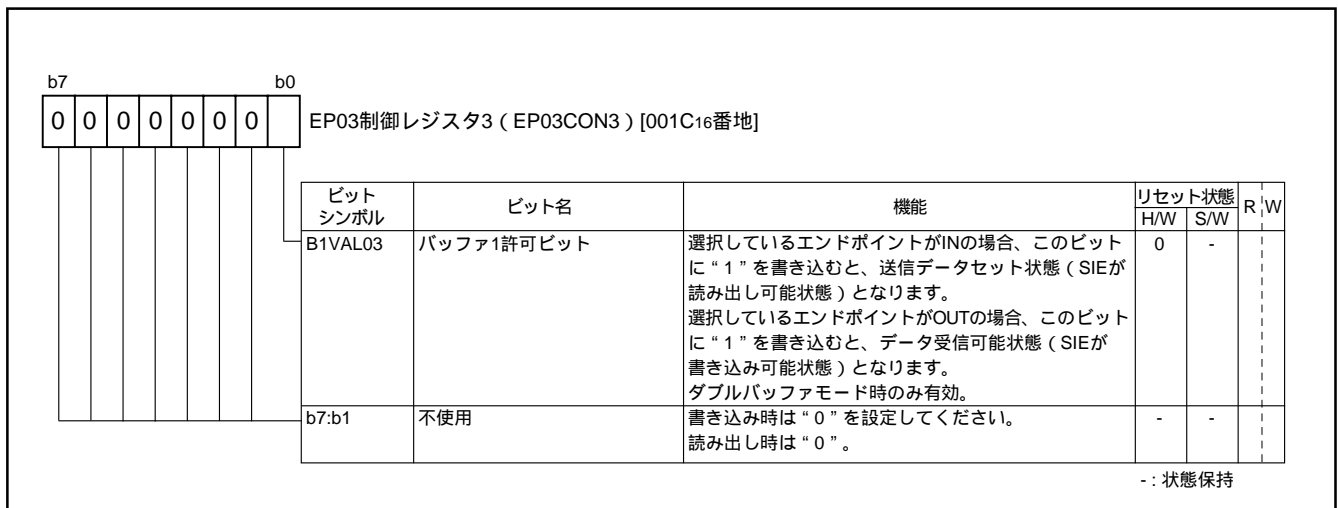 b7 b0
0 0 0 0 0 0 0 EP03制御レジスタ3（EP03CON3）[001C16番地]
ビット
シンボル ビット名 機能 リセット状態 R W
H/W S/W
B1VAL03 バッファ1許可ビット 選択しているエンドポイントがINの場合、このビット 0 -
に“1”を書き込むと、送信データセット状態（SIEが
読み出し可能状態）となります。
選択しているエンドポイントがOUTの場合、このビット
に“1”を書き込むと、データ受信可能状態（SIEが
書き込み可能状態）となります。
ダブルバッファモード時のみ有効。
b7:b1 不使用 書き込み時は“0”を設定してください。 - -
読み出し時は“0”。
- : 状態保持